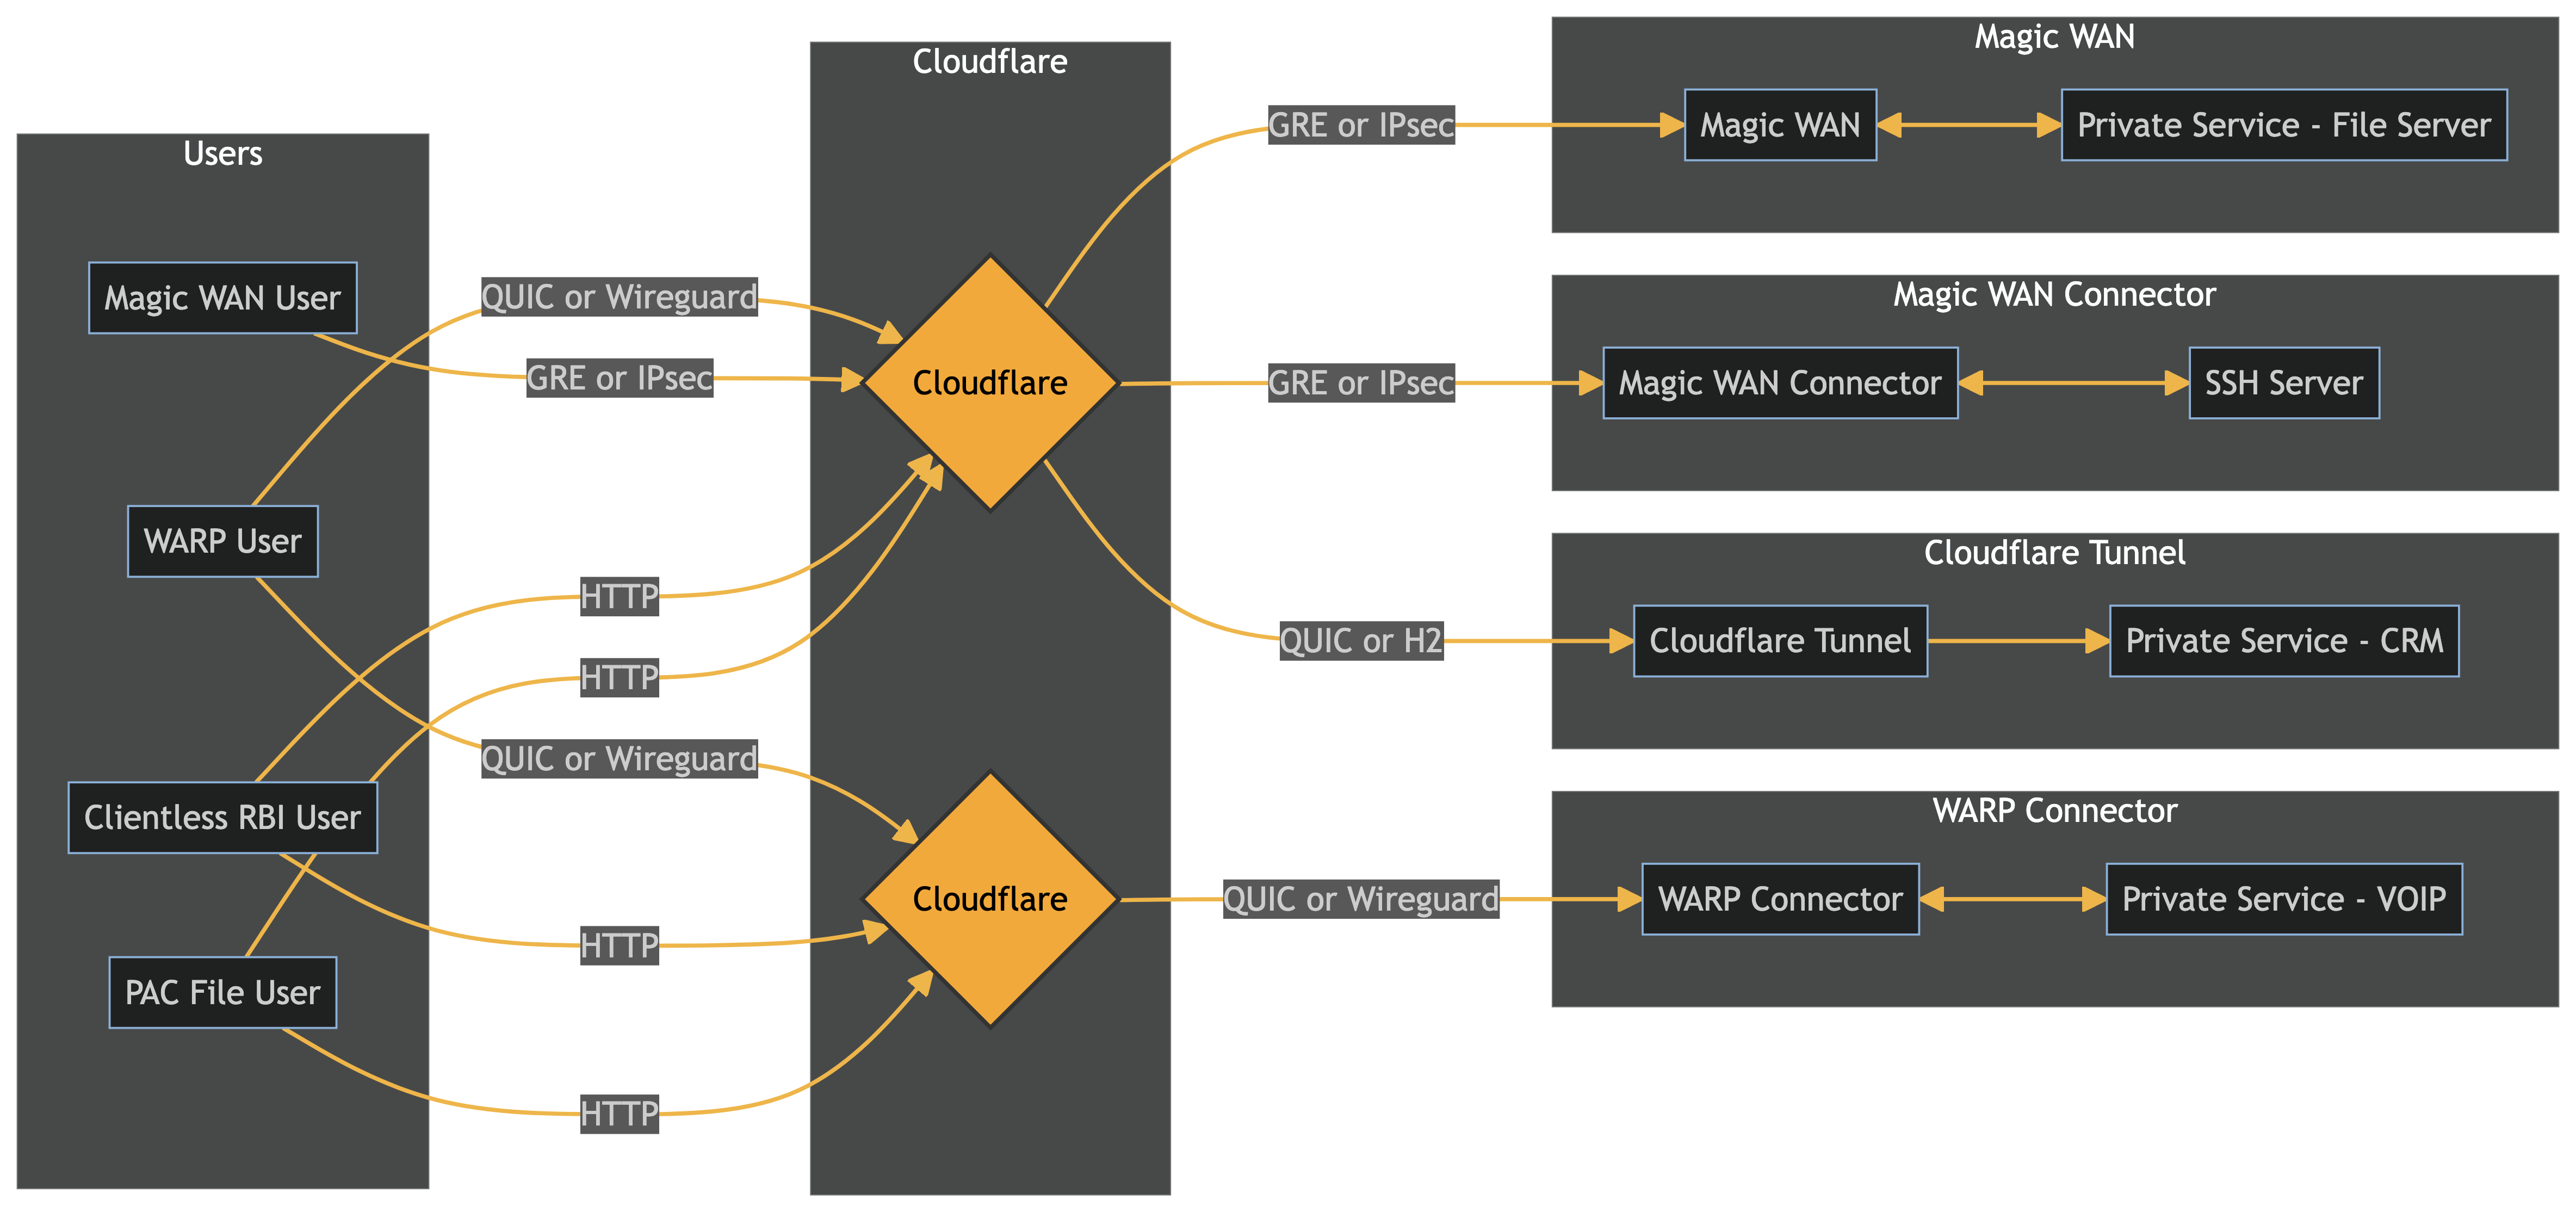 Users
Magic WAN User
WARP User
Clientless RBI User
PAC File User
QUIC or Wireguard
GRE or IPsec
HTTP
HTTP
QUIC or Wireguard
HTTP
HTTP
Cloudflare
Cloudflare
Cloudflare
GRE or IPsec
GRE or IPsec
QUIC or H2
QUIC or Wireguard
Magic WAN
Magic WAN
Private Service - File Server
Magic WAN Connector
Magic WAN Connector
SSH Server
Cloudflare Tunnel
Cloudflare Tunnel
Private Service - CRM
WARP Connector
WARP Connector
Private Service - VOIP